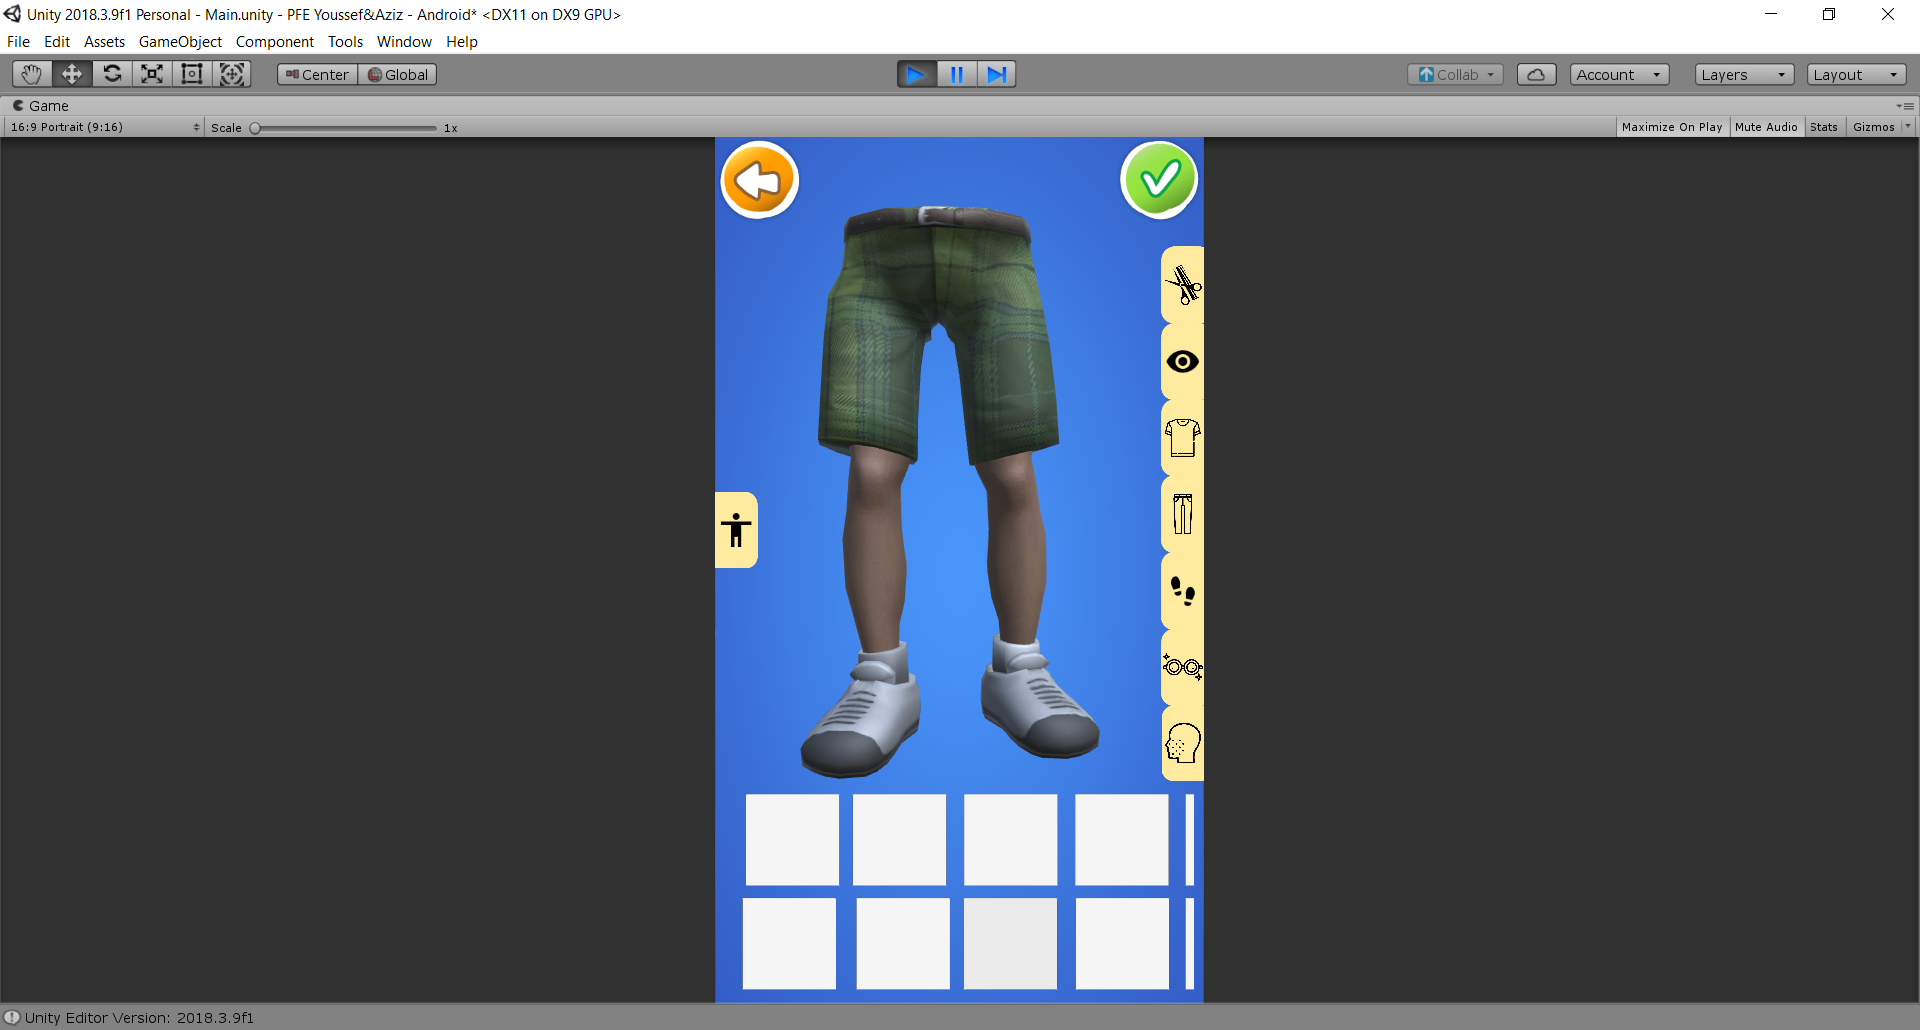 Unity 2018.3.9f1 Personal - Main.unity - PFE Youssef&Aziz - Android* <DX11 on DX9 GPU>
File Edit Assets GameObject Component Tools Window Help
Center Global Collab Account Layers Layout
Game
16:9 Portrait (9:16) Scale 1x Maximize On Play Mute Audio Stats Gizmos
Unity Editor Version: 2018.3.9f1